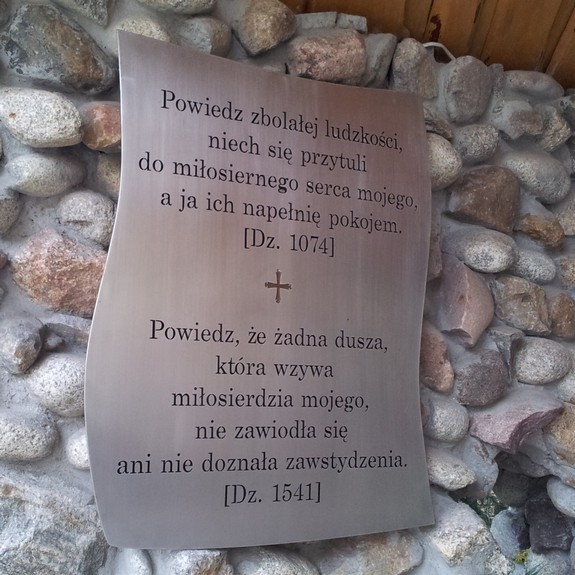 Powiedz zbolałej ludzkości,
niech się przytuli
do miłosiernego serca mojego,
a ja ich napełnię pokojem.
[Dz. 1074]
Powiedz, że żadna dusza,
która wzywa
miłosierdzia mojego,
nie zawiodła się
ani nie doznała zawstydzenia.
[Dz. 1541]